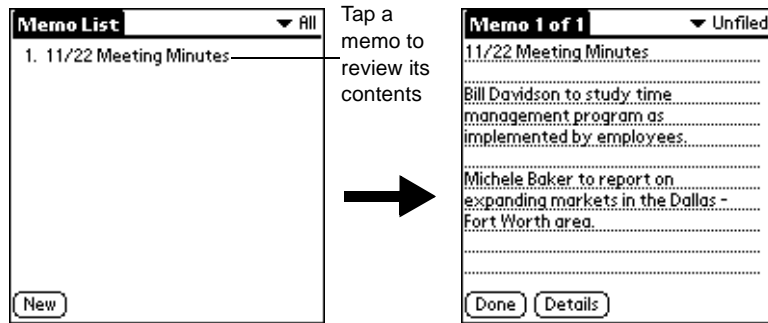 Memo List
All
1. 11/22 Meeting Minutes
New
Tap a
memo to
review its
contents
Memo 1 of 1
Unfiled
11/22 Meeting Minutes
Bill Davidson to study time
management program as
implemented by employees.
Michele Baker to report on
expanding markets in the Dallas -
Fort Worth area.
Done Details